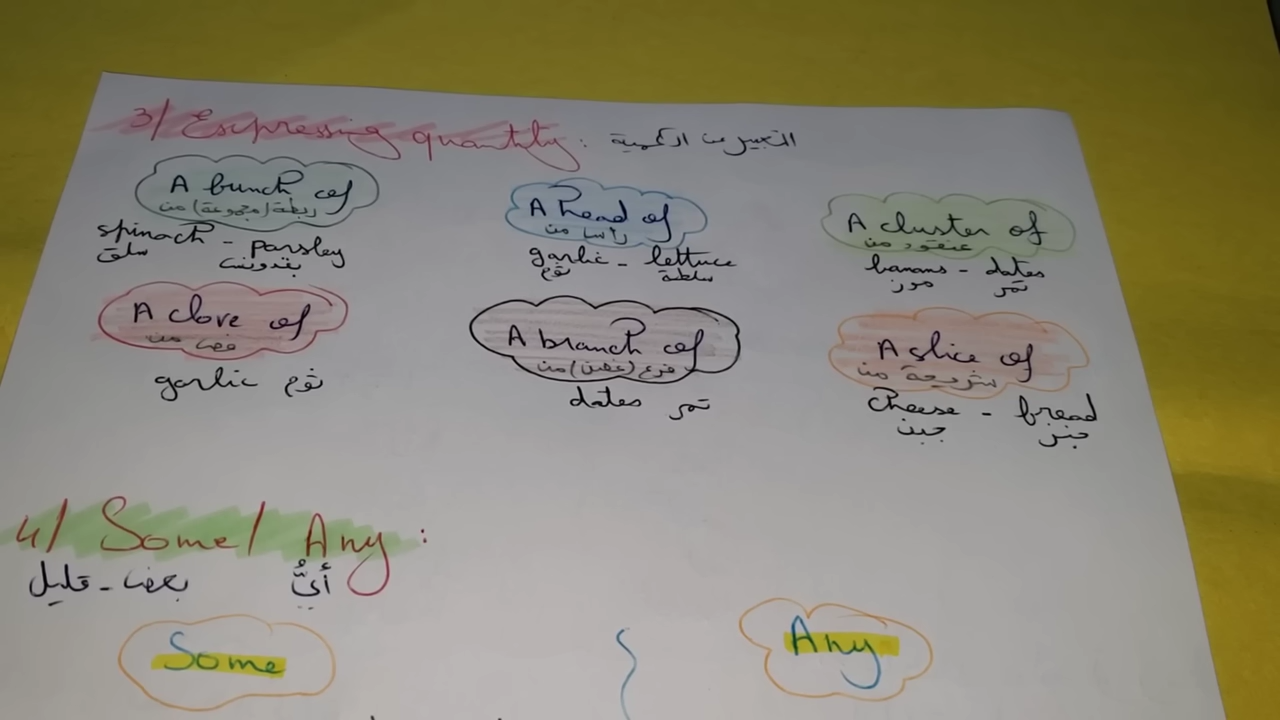 3/ Expressing quantity : التعبير عن الكمية
A bunch of
ربطة (مجموعة) من
spinach - parsley
سلق بقدونس
A head of
رأسا من
garlic - lettuce
ثوم سلطة
A cluster of
عنقود من
banans - dates
موز تمر
A clove of
فصا من
garlic ثوم
A branch of
فرع (غصن) من
dates تمر
A slice of
شريحة من
cheese - bread
جبن خبز
4/ Some/ Any :
بعض - قليل أيُّ
Some
Any